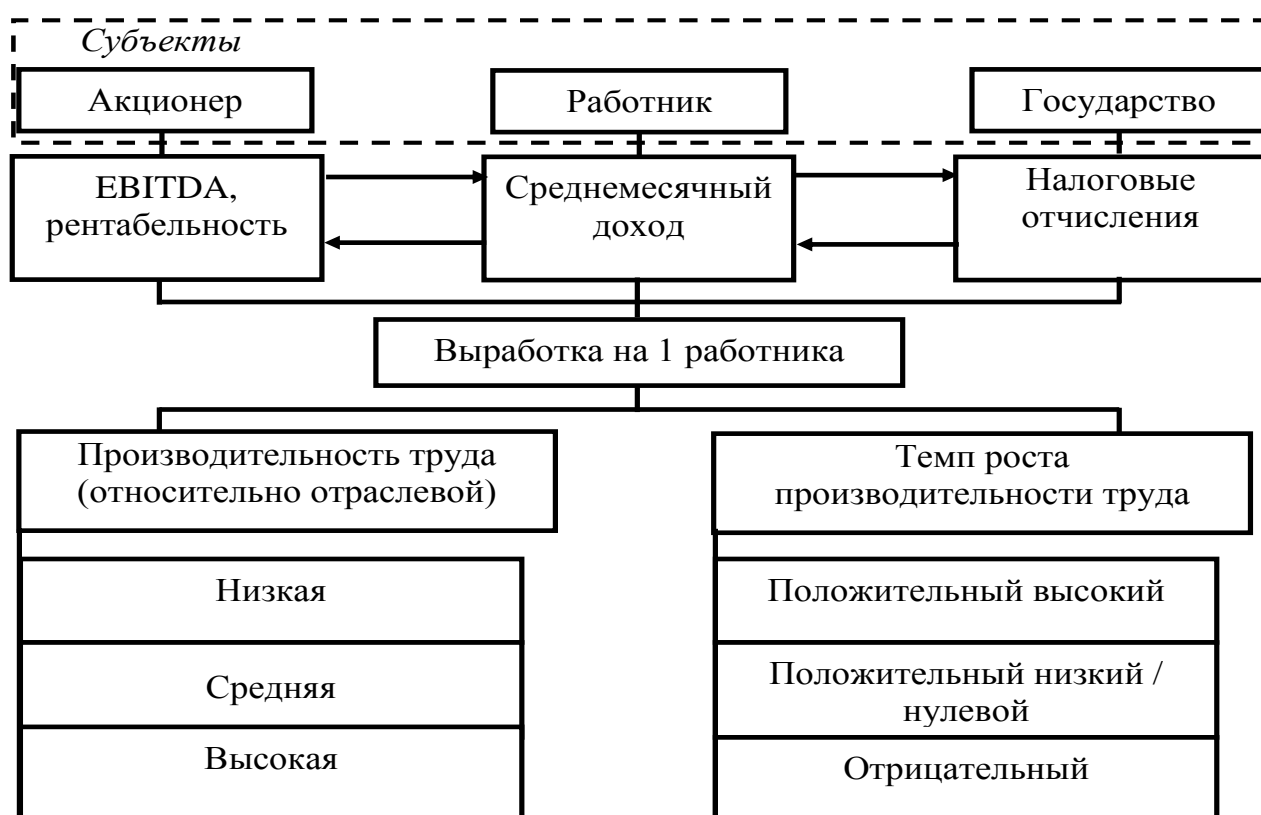 Субъекты
Акционер
Работник
Государство
EBITDA,
рентабельность
Среднемесячный
доход
Налоговые
отчисления
Выработка на 1 работника
Производительность труда
(относительно отраслевой)
Темп роста
производительности труда
Низкая
Средняя
Высокая
Положительный высокий
Положительный низкий /
нулевой
Отрицательный